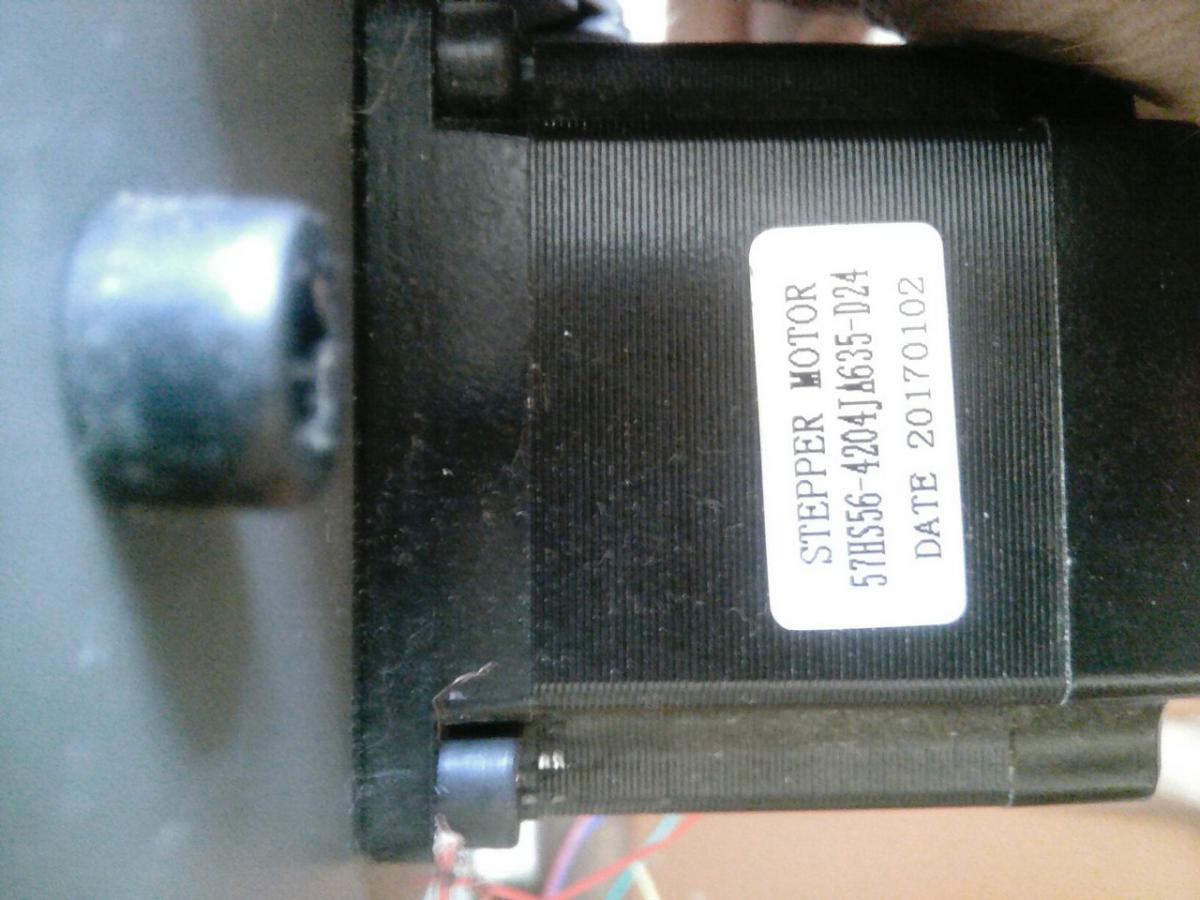 STEPPER MOTOR
57HS56-4204JA635-D24
DATE 20170102